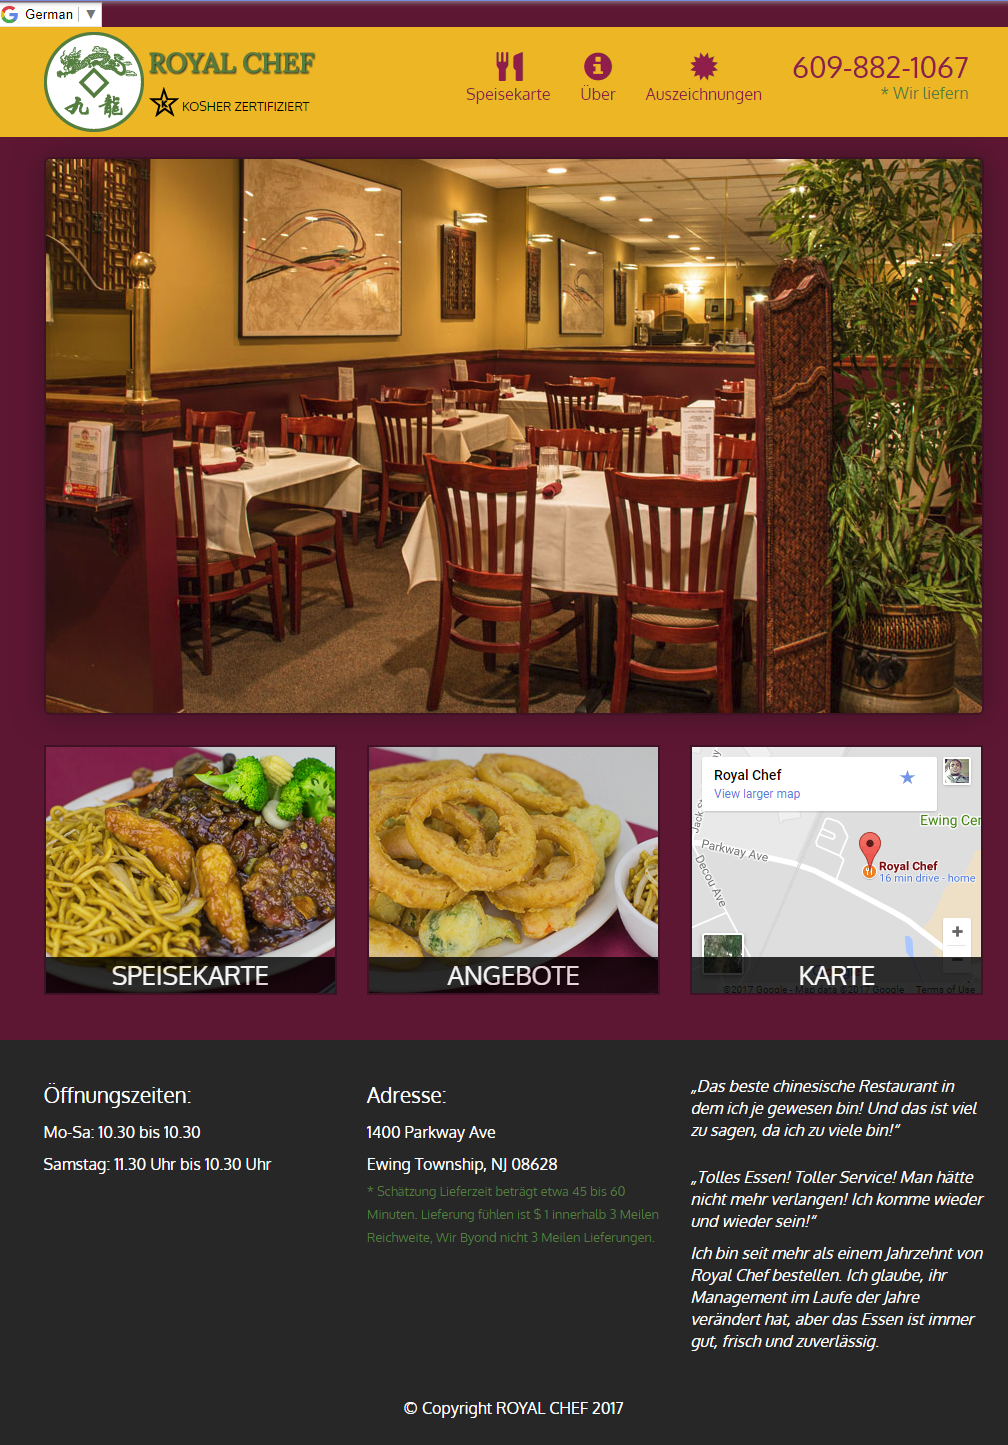 German ▼
九 龍
ROYAL CHEF
K KOSHER ZERTIFIZIERT
Speisekarte Über Auszeichnungen
609-882-1067
* Wir liefern
Royal Chef
View larger map
Ewing Cen
Parkway Ave
Decou Ave
Royal Chef
16 min drive - home
SPEISEKARTE
ANGEBOTE
KARTE
©2017 Google - Map data ©2017 Google Terms of Use
Öffnungszeiten:
Mo-Sa: 10.30 bis 10.30
Samstag: 11.30 Uhr bis 10.30 Uhr
Adresse:
1400 Parkway Ave
Ewing Township, NJ 08628
* Schätzung Lieferzeit beträgt etwa 45 bis 60
Minuten. Lieferung fühlen ist $ 1 innerhalb 3 Meilen
Reichweite, Wir Byond nicht 3 Meilen Lieferungen.
„Das beste chinesische Restaurant in
dem ich je gewesen bin! Und das ist viel
zu sagen, da ich zu viele bin!“
„Tolles Essen! Toller Service! Man hätte
nicht mehr verlangen! Ich komme wieder
und wieder sein!“
Ich bin seit mehr als einem Jahrzehnt von
Royal Chef bestellen. Ich glaube, ihr
Management im Laufe der Jahre
verändert hat, aber das Essen ist immer
gut, frisch und zuverlässig.
© Copyright ROYAL CHEF 2017